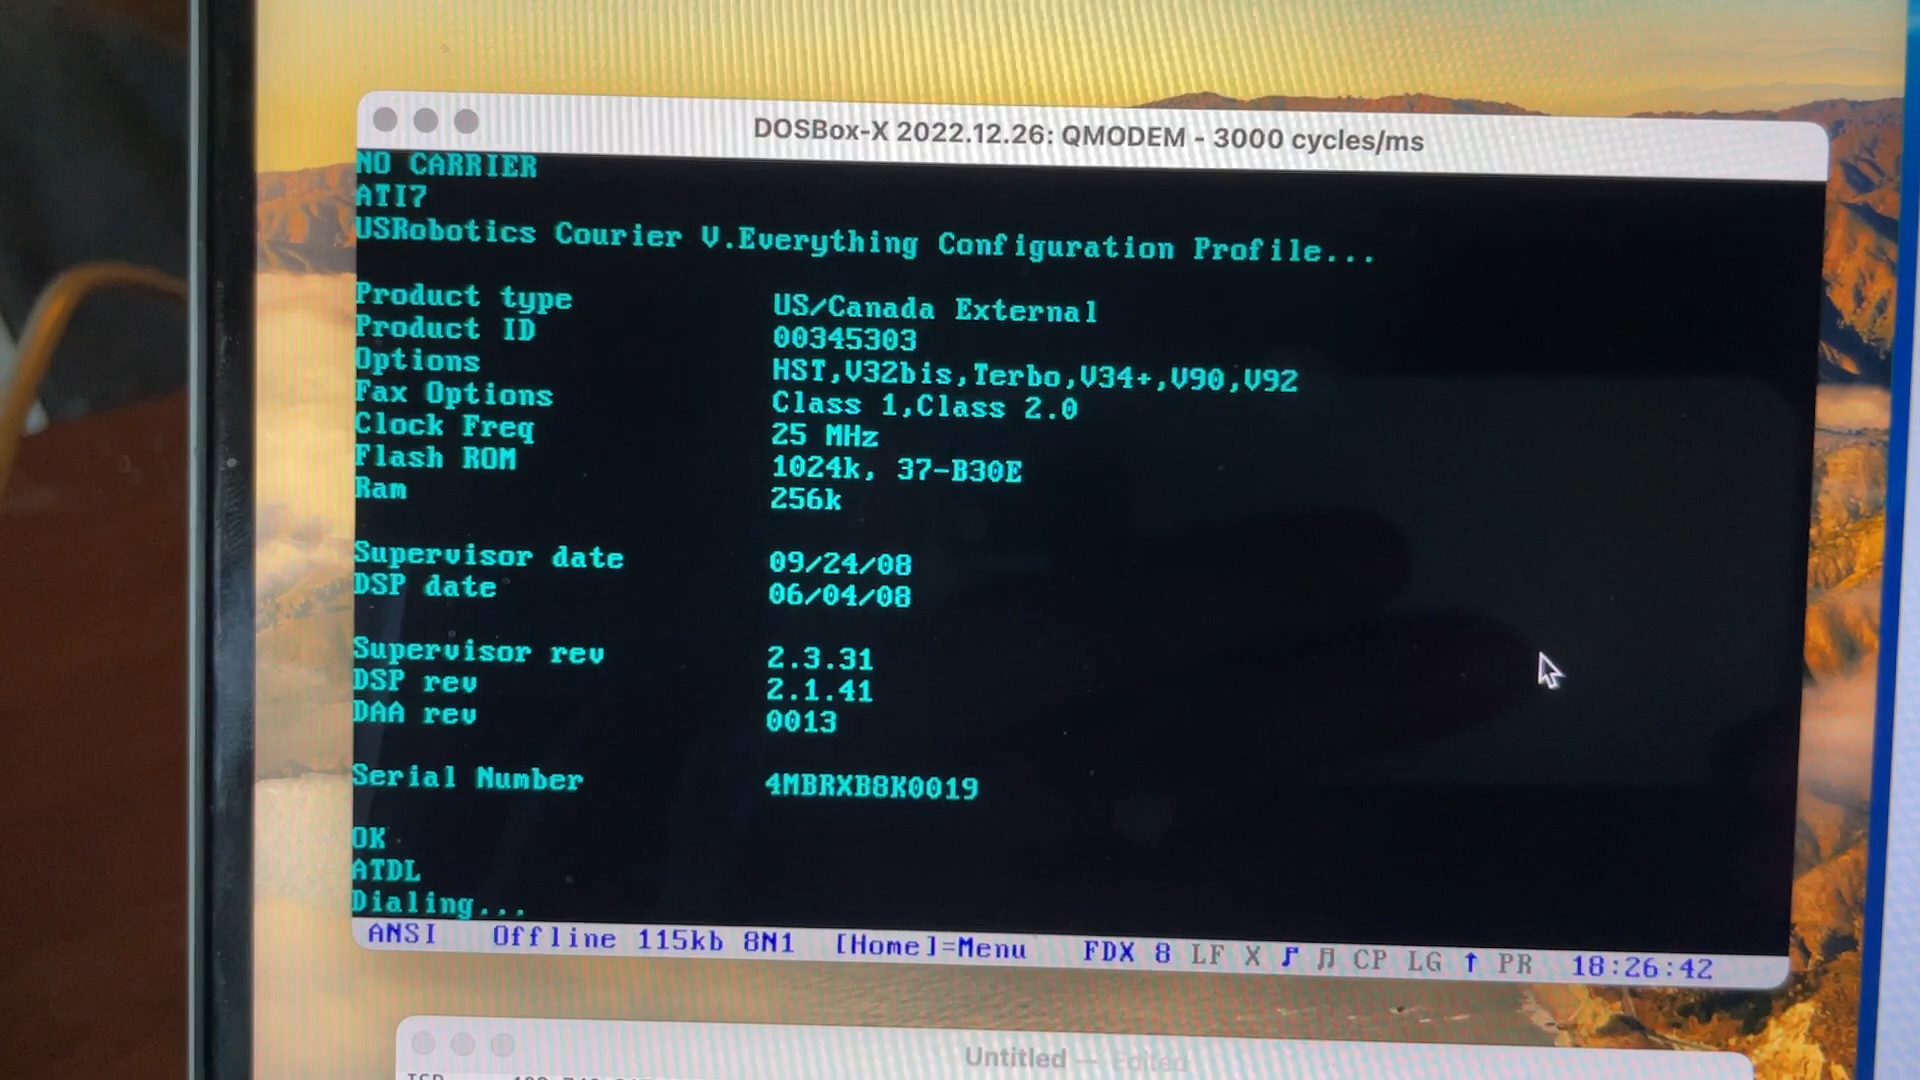 DOSBox-X 2022.12.26: QMODEM - 3000 cycles/ms
NO CARRIER
ATI7
USRobotics Courier V.Everything Configuration Profile...
Product type US/Canada External
Product ID 00345303
Options HST,V32bis,Terbo,V34+,V90,V92
Fax Options Class 1,Class 2.0
Clock Freq 25 MHz
Flash ROM 1024k, 37-B30E
Ram 256k
Supervisor date 09/24/08
DSP date 06/04/08
Supervisor rev 2.3.31
DSP rev 2.1.41
DAA rev 0013
Serial Number 4MBRXB8K0019
OK
ATDL
Dialing...
ANSI Offline 115kb 8N1 [Home]=Menu FDX 8 LF X ♬ ♫ CP LG ↑ PR 18:26:42
Untitled — Edited